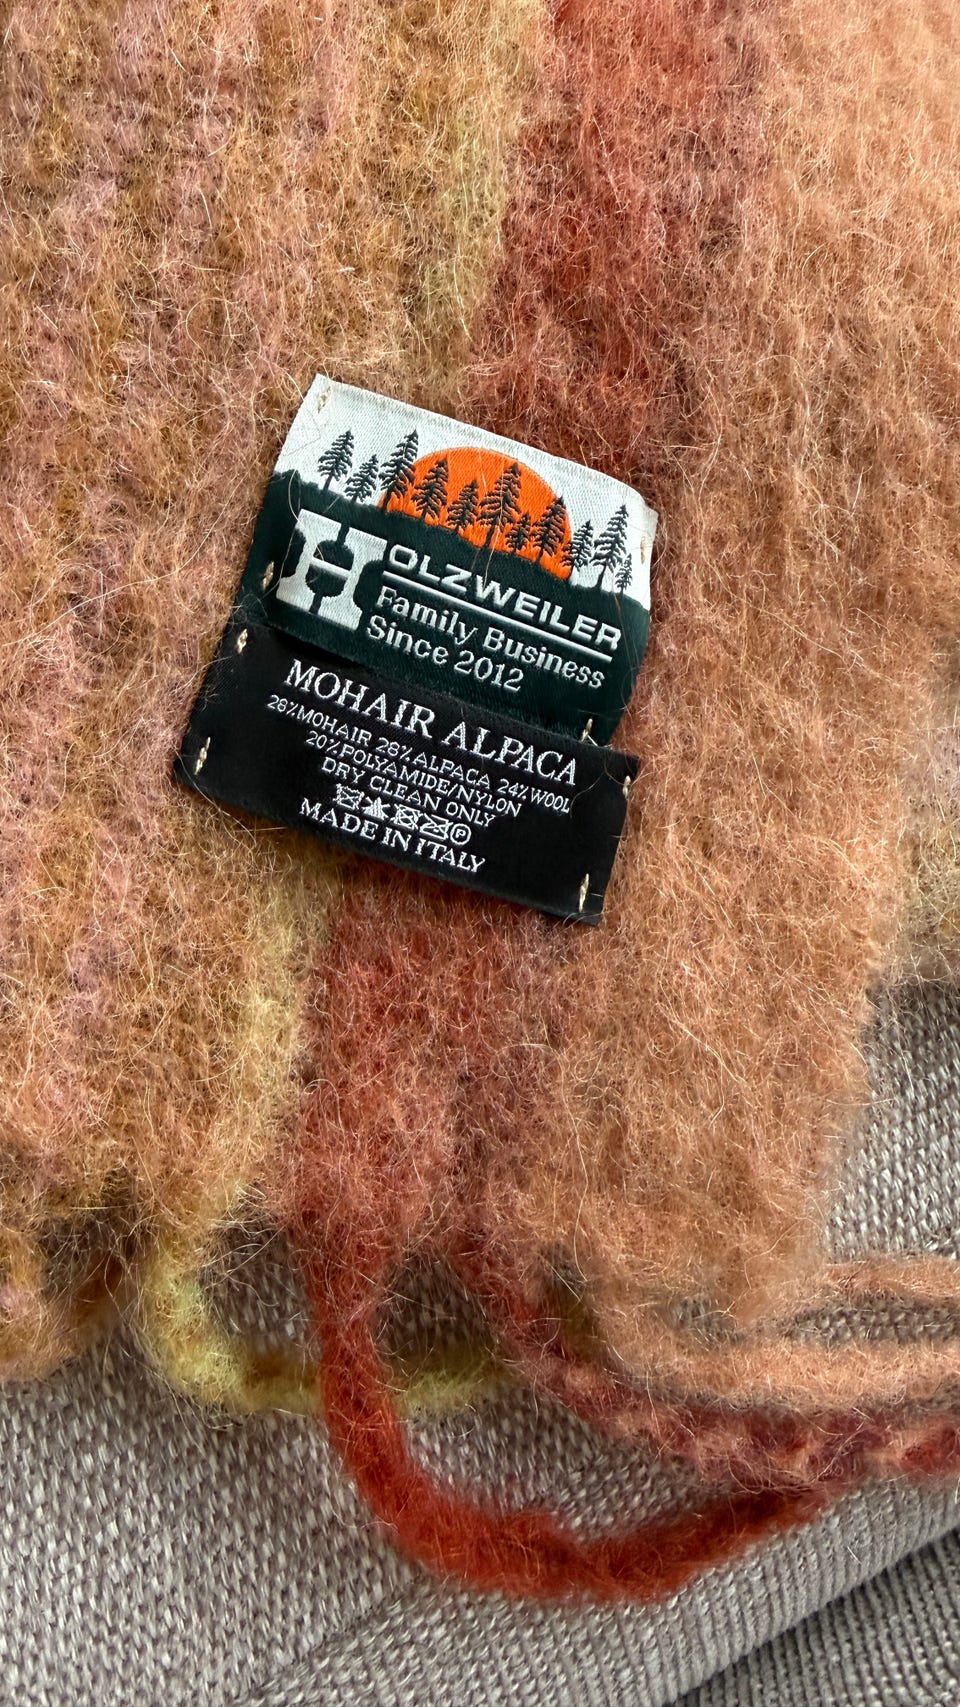 HOLZWEILER
Family Business
Since 2012
MOHAIR ALPACA
28%MOHAIR 28%ALPACA 24%WOOL
20%POLYAMIDE/NYLON
DRY CLEAN ONLY
P
MADE IN ITALY